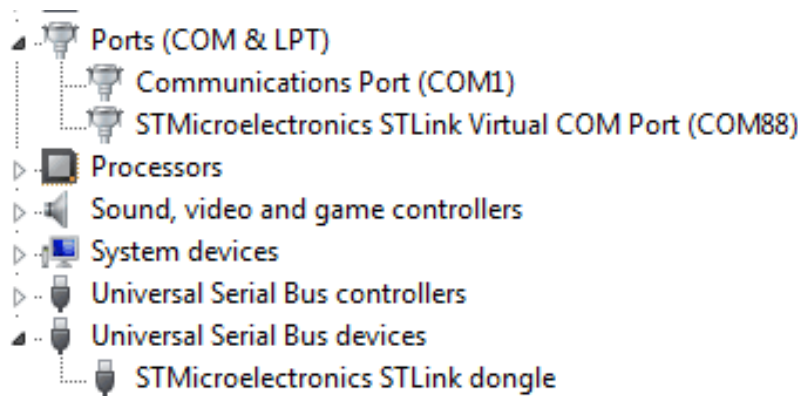 Ports (COM & LPT)
Communications Port (COM1)
STMicroelectronics STLink Virtual COM Port (COM88)
Processors
Sound, video and game controllers
System devices
Universal Serial Bus controllers
Universal Serial Bus devices
STMicroelectronics STLink dongle